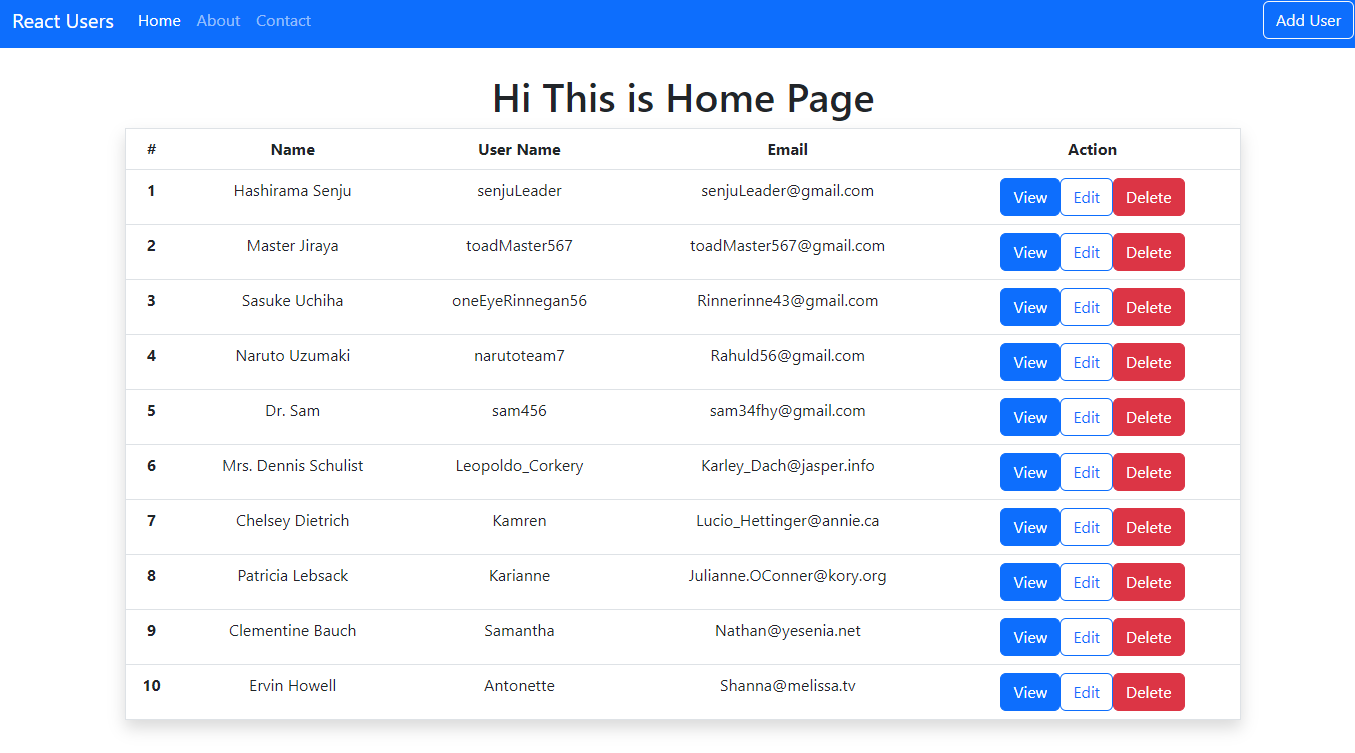 React Users Home About Contact Add User
Hi This is Home Page
# Name User Name Email Action
1 Hashirama Senju senjuLeader senjuLeader@gmail.com View Edit Delete
2 Master Jiraya toadMaster567 toadMaster567@gmail.com View Edit Delete
3 Sasuke Uchiha oneEyeRinnegan56 Rinnerinne43@gmail.com View Edit Delete
4 Naruto Uzumaki narutoteam7 Rahuld56@gmail.com View Edit Delete
5 Dr. Sam sam456 sam34fhy@gmail.com View Edit Delete
6 Mrs. Dennis Schulist Leopoldo_Corkery Karley_Dach@jasper.info View Edit Delete
7 Chelsey Dietrich Kamren Lucio_Hettinger@annie.ca View Edit Delete
8 Patricia Lebsack Karianne Julianne.OConner@kory.org View Edit Delete
9 Clementine Bauch Samantha Nathan@yesenia.net View Edit Delete
10 Ervin Howell Antonette Shanna@melissa.tv View Edit Delete